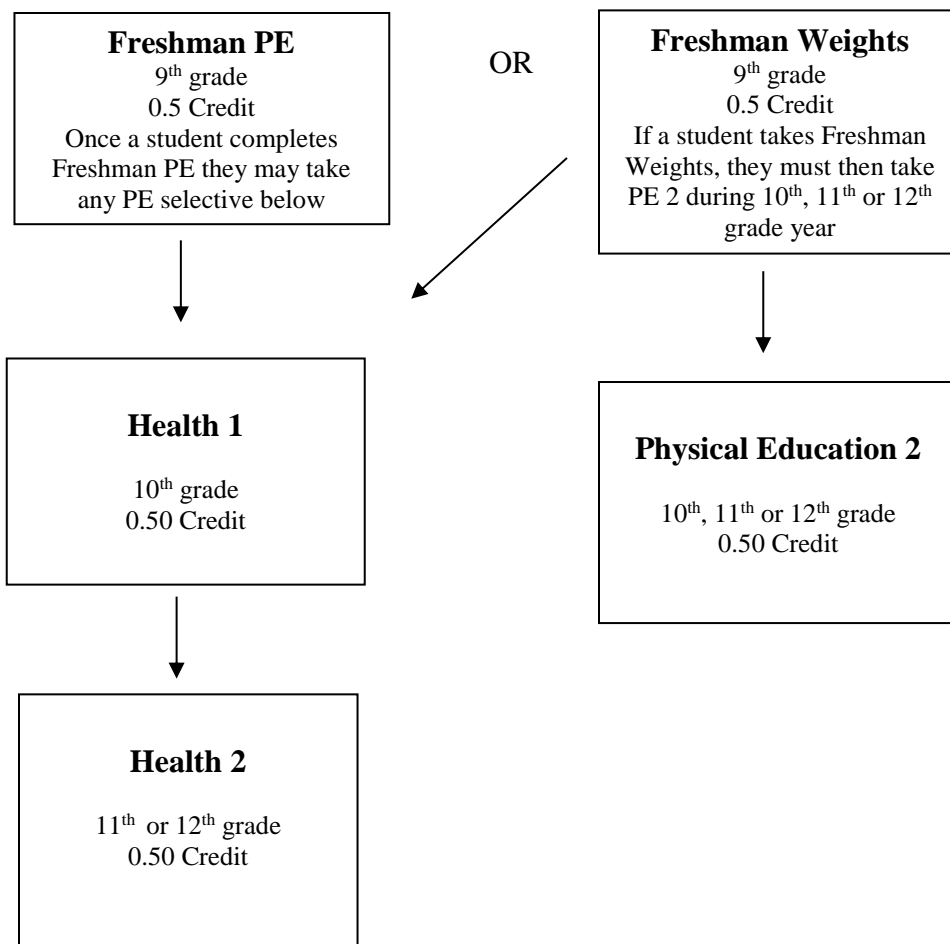 Freshman PE
9th grade
0.5 Credit
Once a student completes
Freshman PE they may take
any PE selective below
OR
Freshman Weights
9th grade
0.5 Credit
If a student takes Freshman
Weights, they must then take
PE 2 during 10th, 11th or 12th
grade year
Health 1
10th grade
0.50 Credit
Physical Education 2
10th, 11th or 12th grade
0.50 Credit
Health 2
11th or 12th grade
0.50 Credit